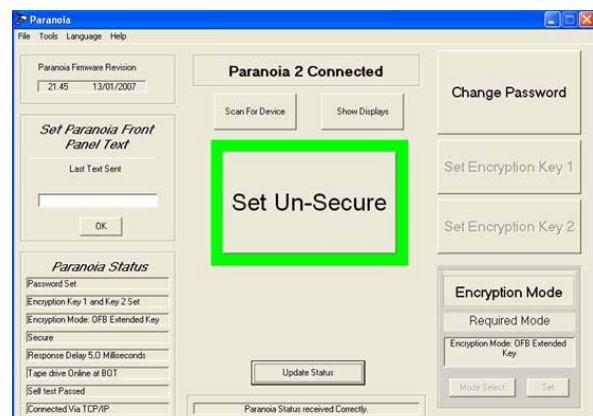 Paranoia
File Tools Language Help
Paranoia Firmware Revision
21.45 13/01/2007
Set Paranoia Front
Panel Text
Last Text Sent
OK
Paranoia Status
Password Set
Encryption Key 1 and Key 2 Set
Encryption Mode: OFB Extended Key
Secure
Response Delay 5,0 Milliseconds
Tape drive Online at BOT
Self test Passed
Connected Via TCP/IP
Paranoia 2 Connected
Scan For Device
Show Displays
Set Un-Secure
Update Status
Paranoia Status received Correctly.
Change Password
Set Encryption Key 1
Set Encryption Key 2
Encryption Mode
Required Mode
Encryption Mode: OFB Extended
Key
Mode Select
Set